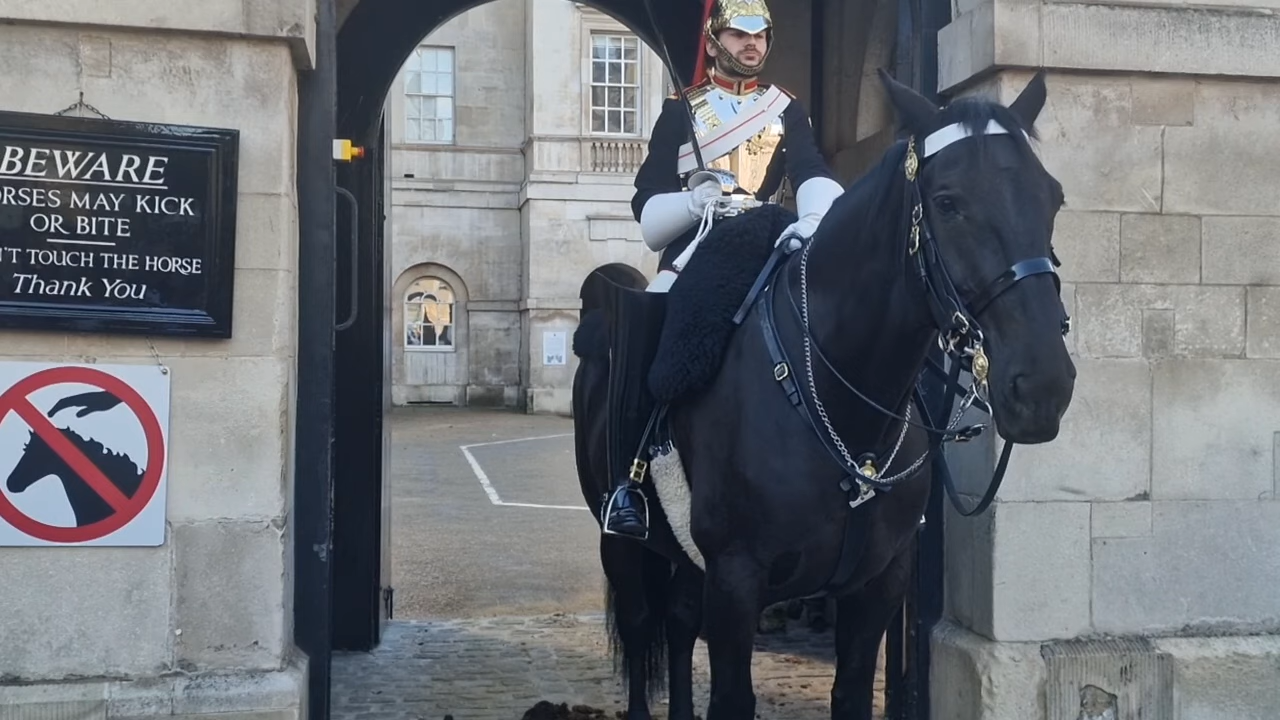 BEWARE
ORSES MAY KICK
OR BITE
N'T TOUCH THE HORSE
Thank You